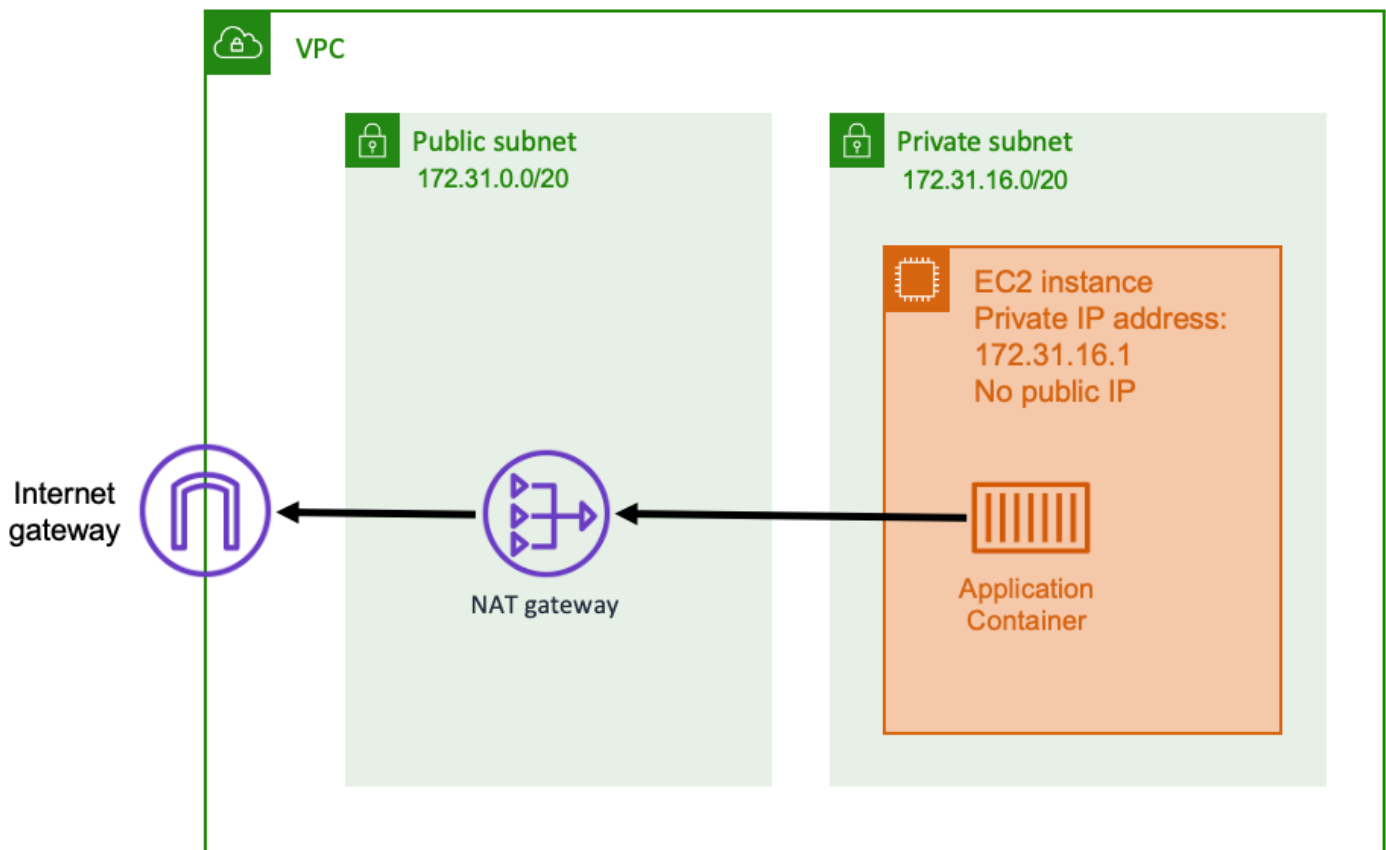 VPC
Public subnet
172.31.0.0/20
Private subnet
172.31.16.0/20
EC2 instance
Private IP address:
172.31.16.1
No public IP
Internet
gateway
NAT gateway
Application
Container